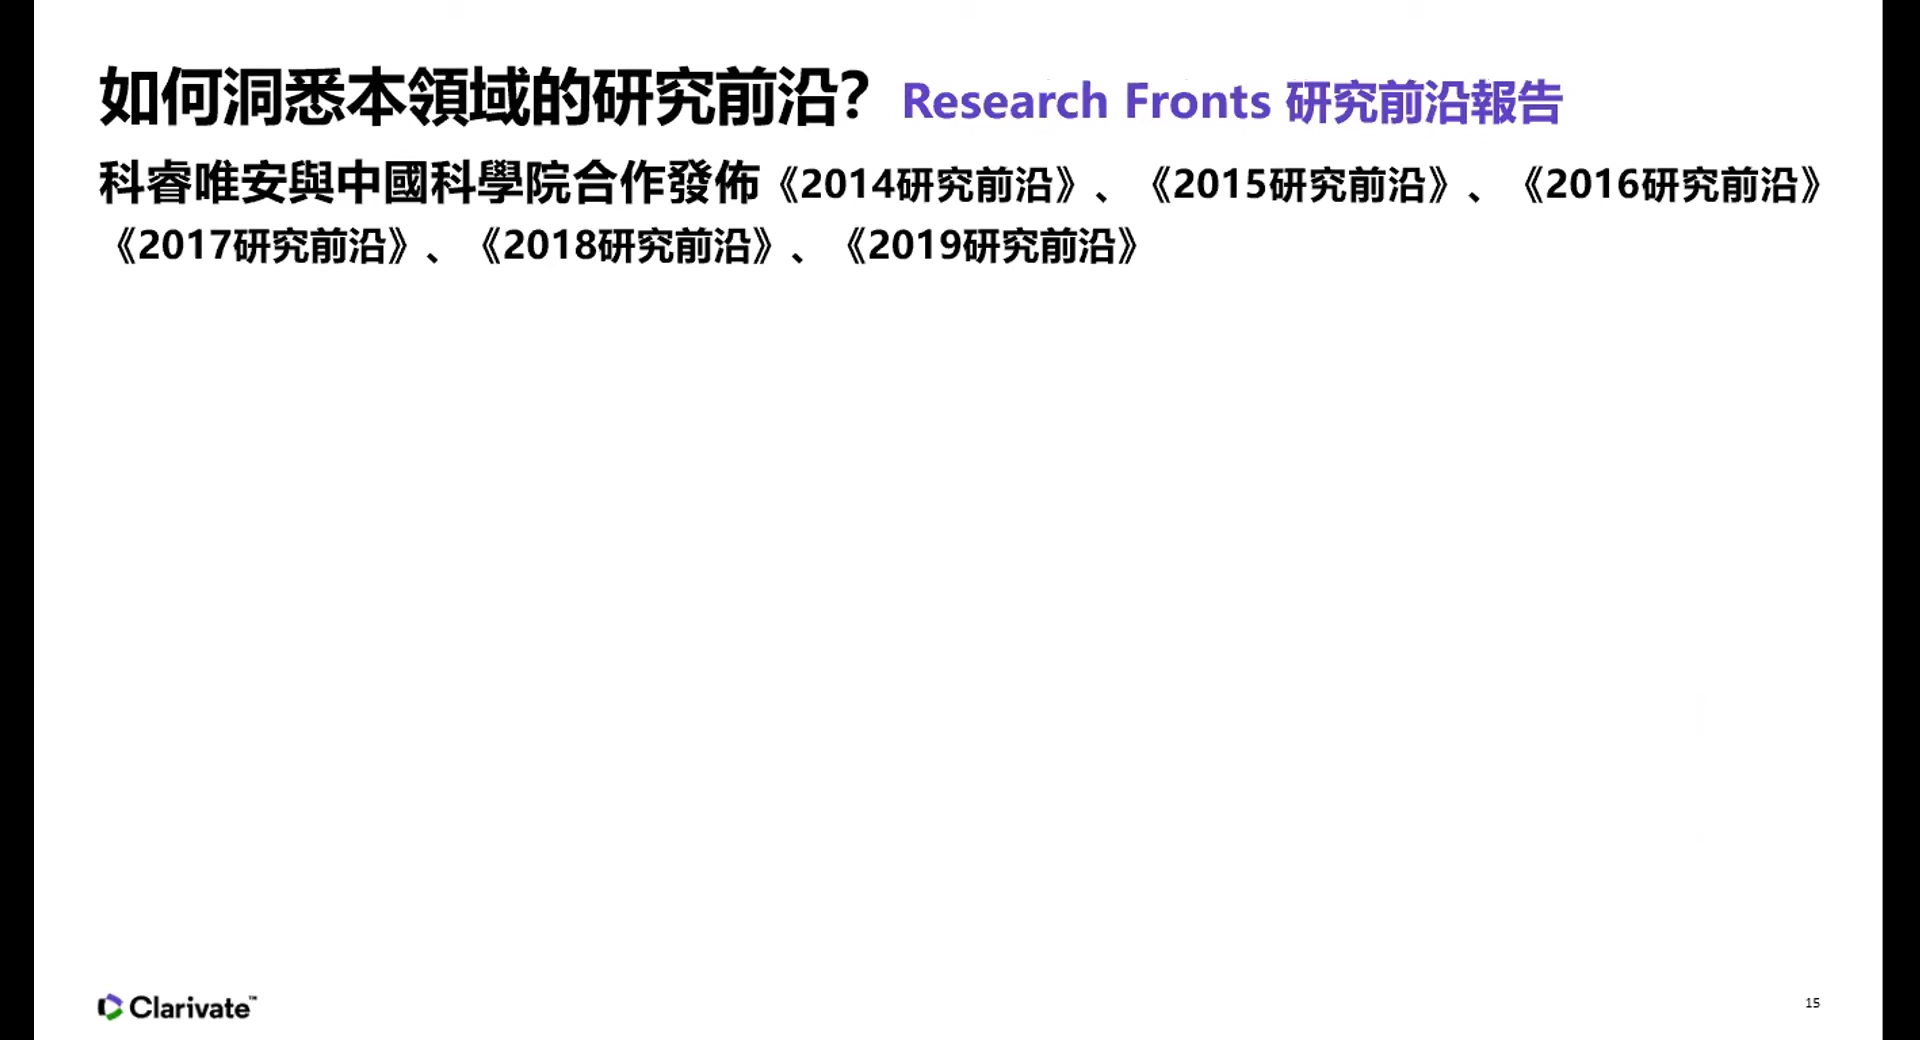 如何洞悉本領域的研究前沿？Research Fronts 研究前沿報告
科睿唯安與中國科學院合作發佈《2014研究前沿》、《2015研究前沿》、《2016研究前沿》
《2017研究前沿》、《2018研究前沿》、《2019研究前沿》
Clarivate™
15